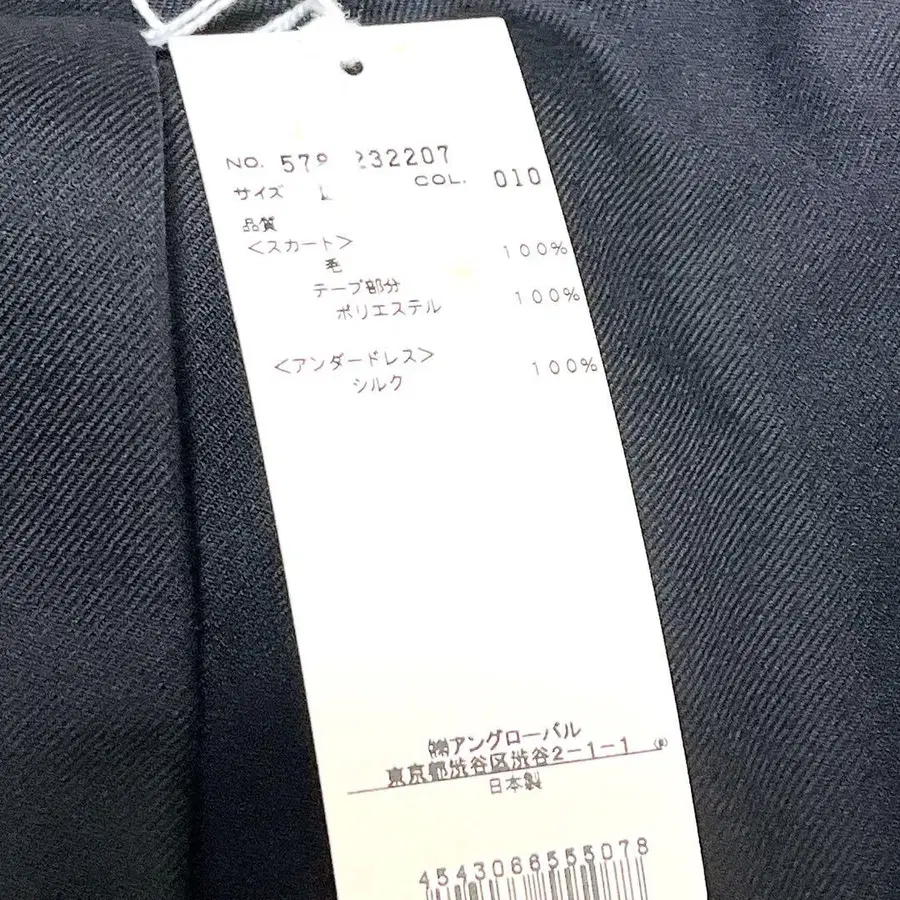 NO. 579 232207
サイズ L COL. 010
品質
<スカート>
毛 100%
テープ部分
ポリエステル 100%
<アンダードレス>
シルク 100%
㈱アングローバル
東京都渋谷区渋谷2-1-1
日本製
4543068555078